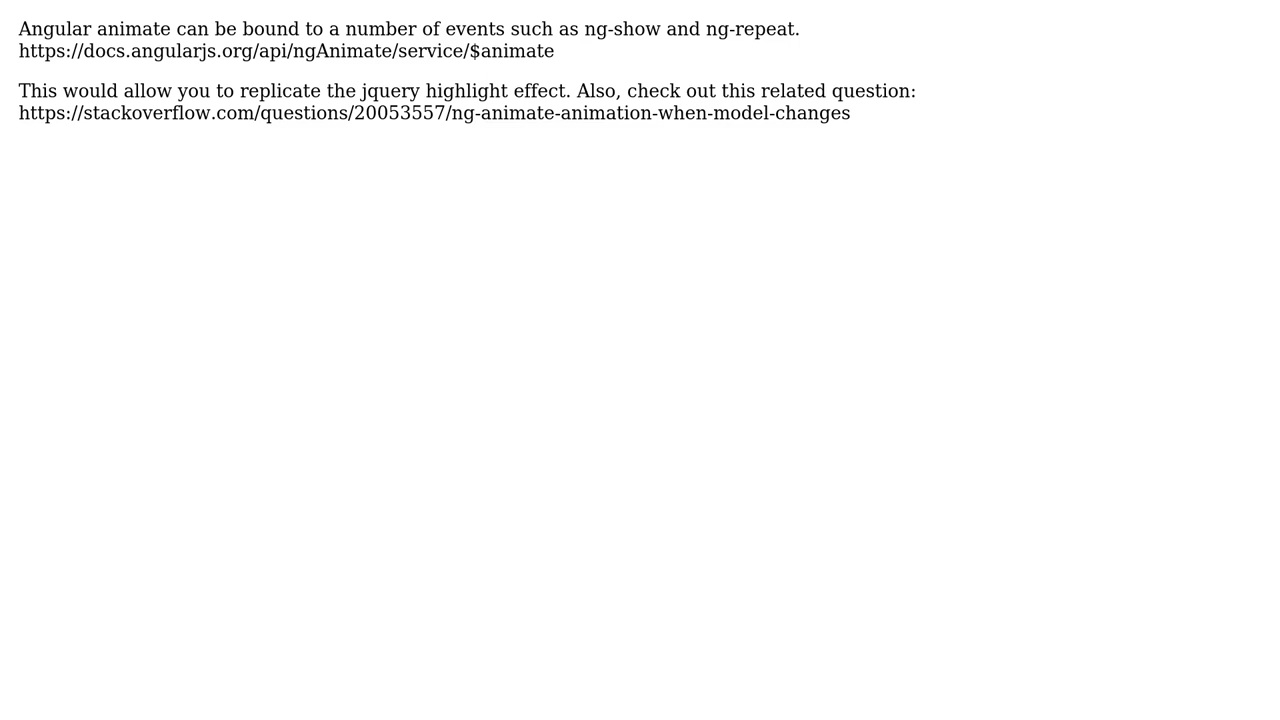 Angular animate can be bound to a number of events such as ng-show and ng-repeat.
https://docs.angularjs.org/api/ngAnimate/service/$animate
This would allow you to replicate the jquery highlight effect. Also, check out this related question:
https://stackoverflow.com/questions/20053557/ng-animate-animation-when-model-changes